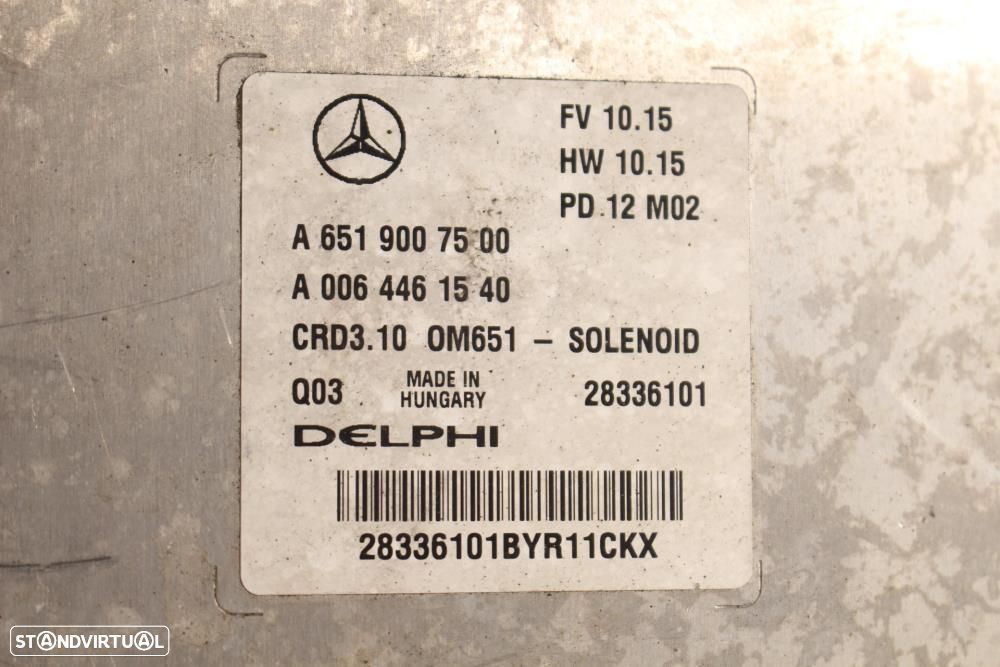 FV 10.15
HW 10.15
PD 12 M02
A 651 900 75 00
A 006 446 15 40
CRD3.10 OM651 – SOLENOID
Q03 MADE IN HUNGARY 28336101
DELPHI
28336101BYR11CKX
STANDVIRTUAL